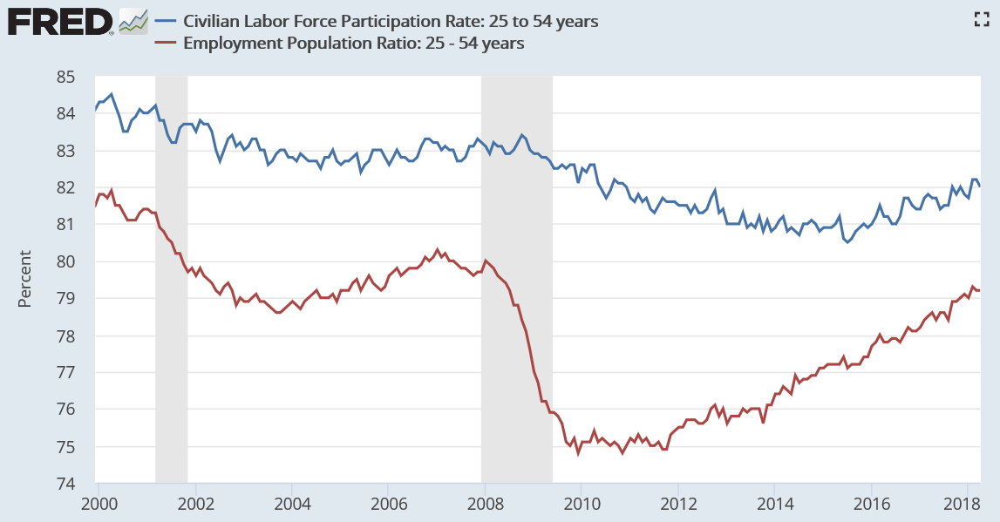 FRED
Civilian Labor Force Participation Rate: 25 to 54 years
Employment Population Ratio: 25 - 54 years
Percent
85
84
83
82
81
80
79
78
77
76
75
74
2000 2002 2004 2006 2008 2010 2012 2014 2016 2018